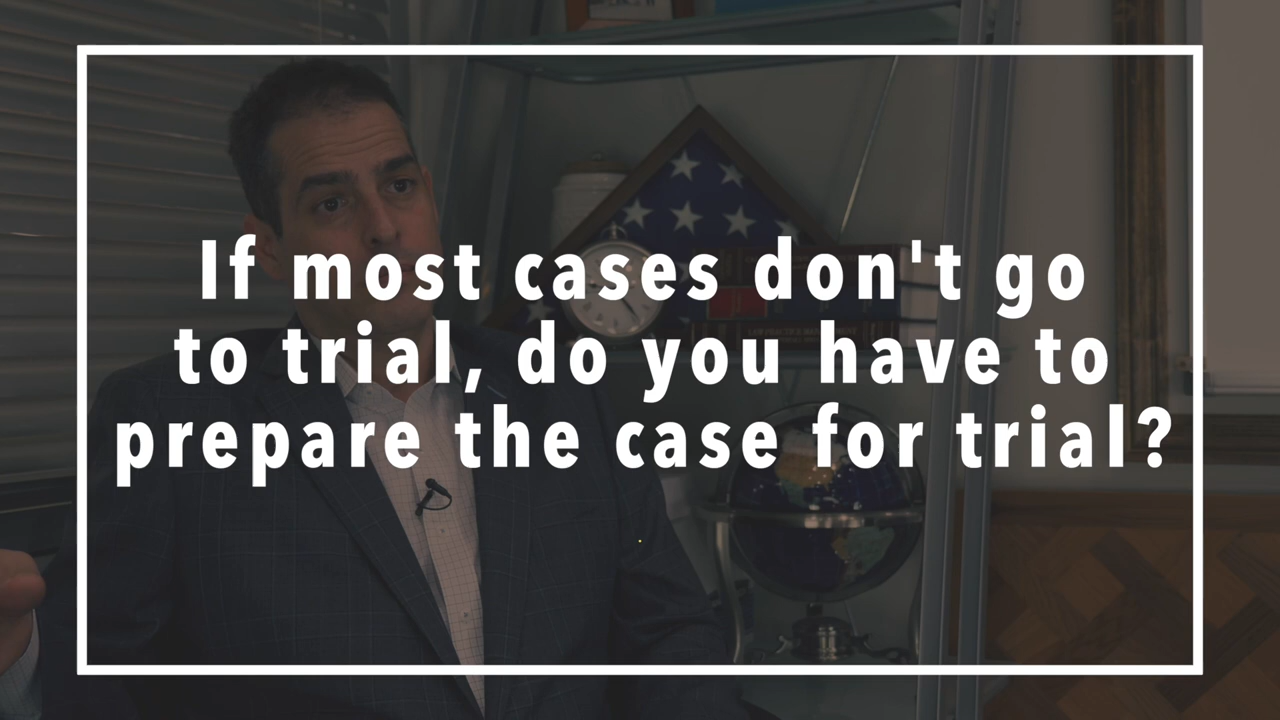 If most cases don't go
to trial, do you have to
prepare the case for trial?